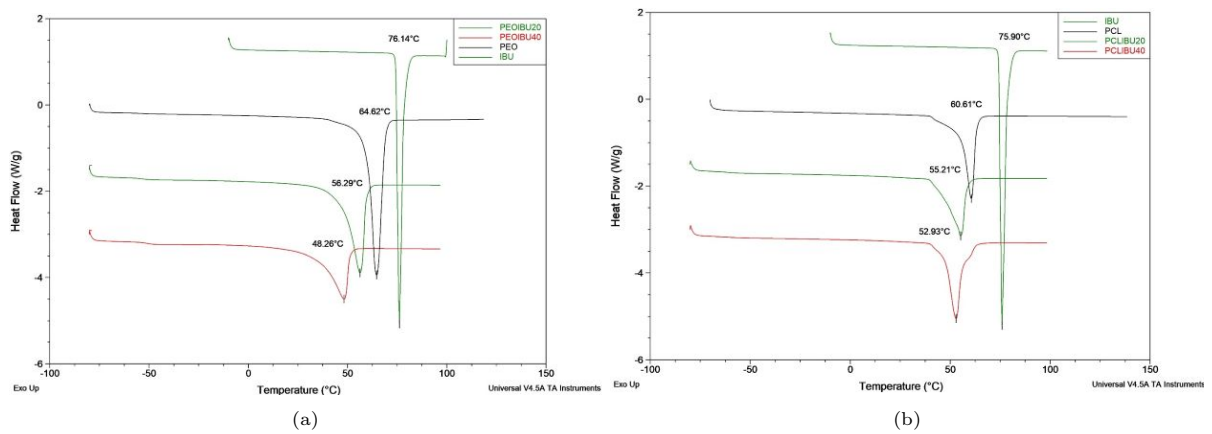 2
0
-2
-4
-6
Heat Flow (W/g)
76.14°C
64.62°C
56.29°C
48.26°C
PEOIBU20
PEOIBU40
PEO
IBU
-100
-50
0
50
100
150
Exo Up
Temperature (°C)
Universal V4.5A TA Instruments
(a)
2
0
-2
-4
-6
Heat Flow (W/g)
75.90°C
60.61°C
55.21°C
52.93°C
IBU
PCL
PCLIBU20
PCLIBU40
-100
-50
0
50
100
150
Exo Up
Temperature (°C)
Universal V4.5A TA Instruments
(b)